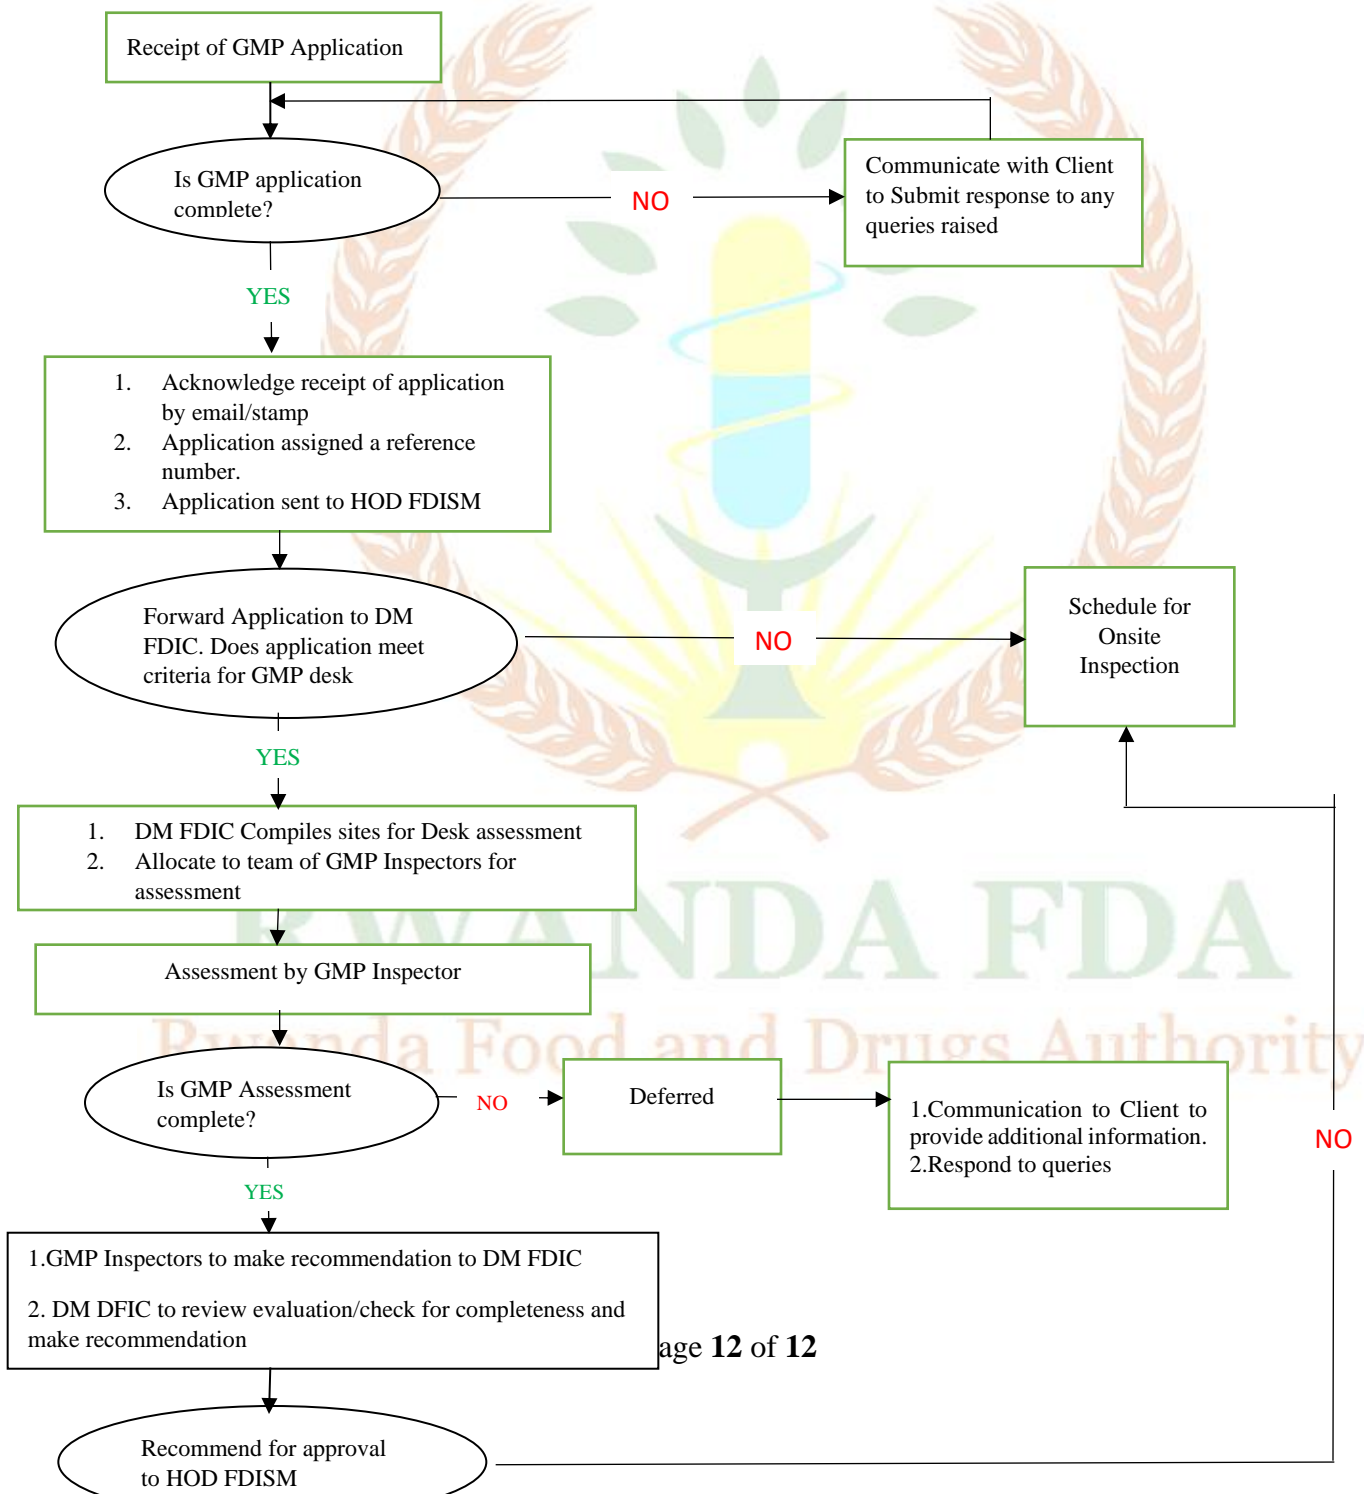 Receipt of GMP Application
Is GMP application
complete?
NO
Communicate with Client
to Submit response to any
queries raised
YES
1. Acknowledge receipt of application
by email/stamp
2. Application assigned a reference
number.
3. Application sent to HOD FDISM
Forward Application to DM
FDIC. Does application meet
criteria for GMP desk
NO
Schedule for
Onsite
Inspection
YES
1. DM FDIC Compiles sites for Desk assessment
2. Allocate to team of GMP Inspectors for
assessment
RWANDA FDA
Assessment by GMP Inspector
Rwanda Food and Drugs Authority
Is GMP Assessment
complete?
NO
Deferred
1.Communication to Client to
provide additional information.
2.Respond to queries
NO
YES
1.GMP Inspectors to make recommendation to DM FDIC
2. DM DFIC to review evaluation/check for completeness and
make recommendation
age 12 of 12
Recommend for approval
to HOD FDISM